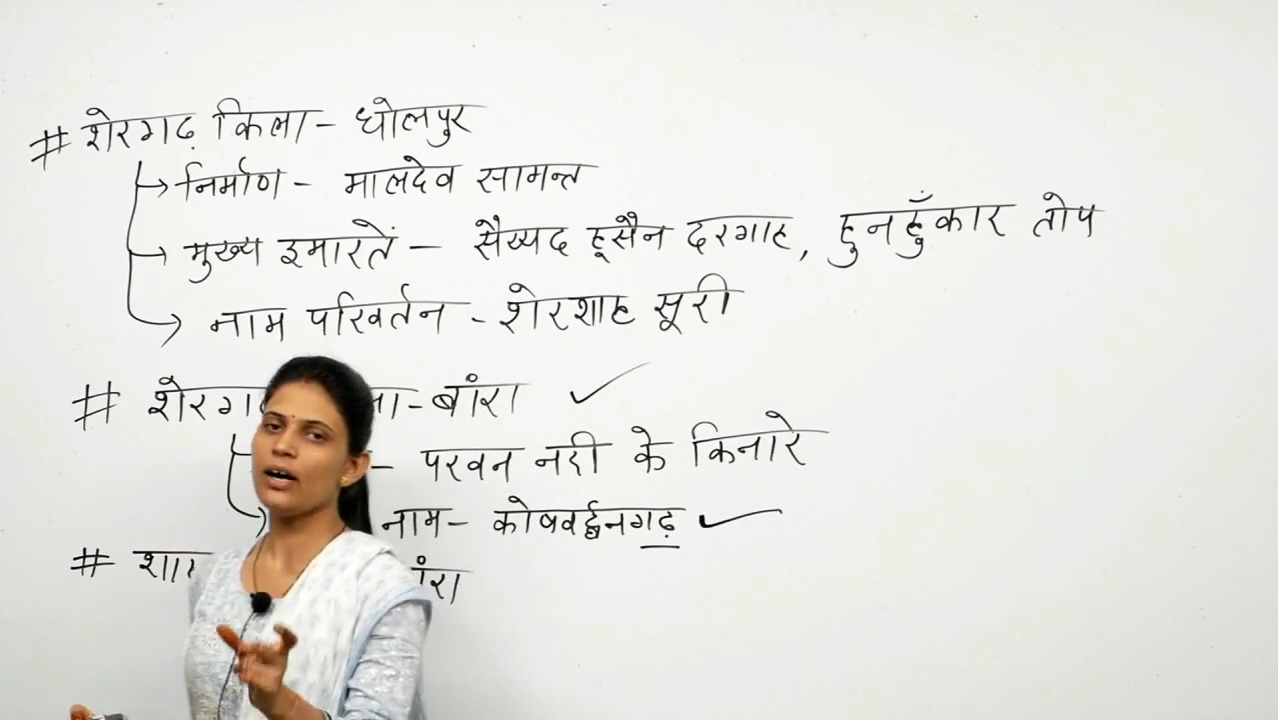 # शेरगढ़ किला - धोलपुर
→ निर्माण - मालदेव सामन्त
→ मुख्य इमारतें - सैय्यद हूसैन दरगाह, हुनहुँकार तोप
→ नाम परिवर्तन - शेरशाह सूरी
# शेरग ा - बांरा ✓
- परवन नदी के किनारे
नाम - कोषवर्द्धनगढ़ ✓
# शा ांरा